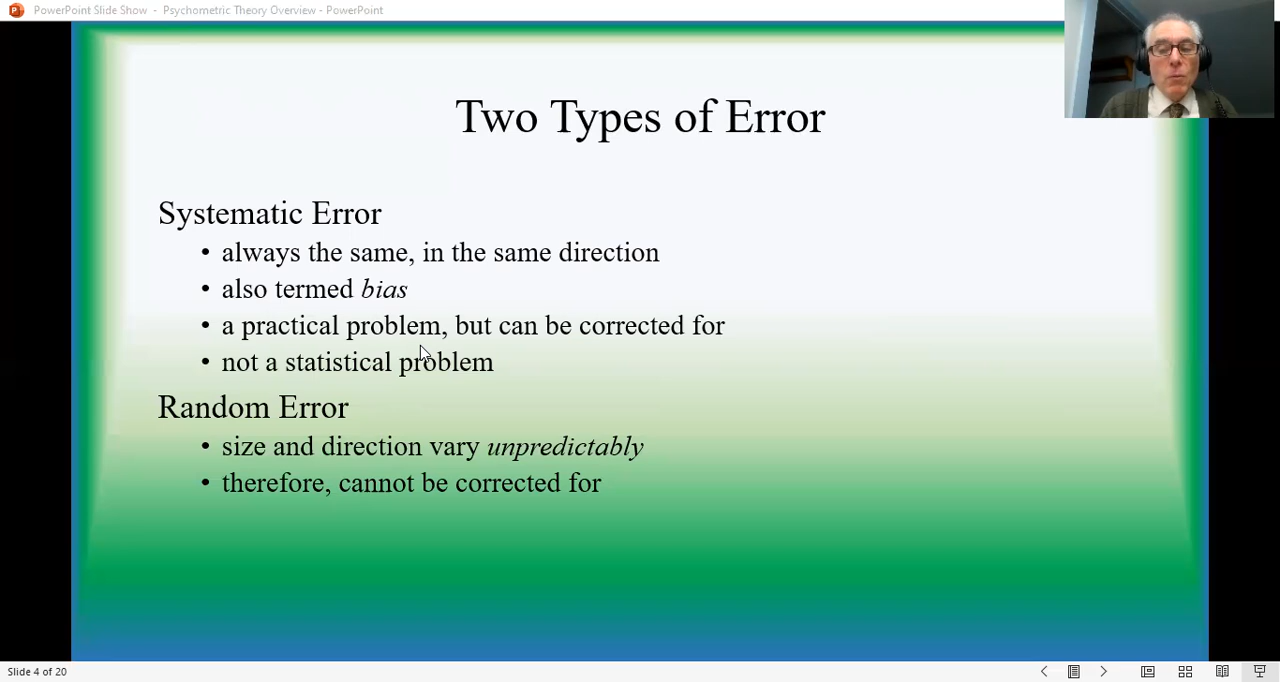 PowerPoint Slide Show - Psychometric Theory Overview - PowerPoint
Two Types of Error
Systematic Error
• always the same, in the same direction
• also termed bias
• a practical problem, but can be corrected for
• not a statistical problem
Random Error
• size and direction vary unpredictably
• therefore, cannot be corrected for
Slide 4 of 20